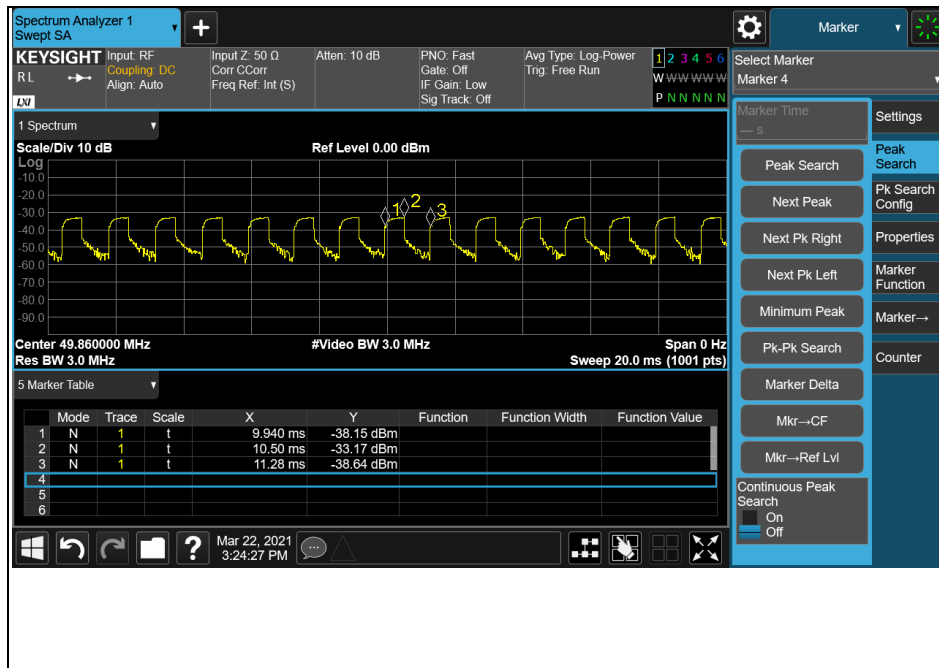 Spectrum Analyzer 1
Swept SA
+
Marker
KEYSIGHT
R L
LXI
Input: RF
Coupling: DC
Align: Auto
Input Z: 50 Ω
Corr CCorr
Freq Ref: Int (S)
Atten: 10 dB
PNO: Fast
Gate: Off
IF Gain: Low
Sig Track: Off
Avg Type: Log-Power
Trig: Free Run
1 2 3 4 5 6
W W W W W W
P N N N N N
Select Marker
Marker 4
1 Spectrum
Scale/Div 10 dB
Ref Level 0.00 dBm
Log
-10.0
-20.0
-30.0
-40.0
-50.0
-60.0
-70.0
-80.0
-90.0
1
2
3
Center 49.860000 MHz
#Video BW 3.0 MHz
Span 0 Hz
Res BW 3.0 MHz
Sweep 20.0 ms (1001 pts)
5 Marker Table
Mode Trace Scale X Y Function Function Width Function Value
1 N 1 t 9.940 ms -38.15 dBm
2 N 1 t 10.50 ms -33.17 dBm
3 N 1 t 11.28 ms -38.64 dBm
4
5
6
Marker Time
--- s
Peak Search
Next Peak
Next Pk Right
Next Pk Left
Minimum Peak
Pk-Pk Search
Marker Delta
Mkr→CF
Mkr→Ref Lvl
Continuous Peak
Search
On
Off
Settings
Peak
Search
Pk Search
Config
Properties
Marker
Function
Marker→
Counter
?
Mar 22, 2021
3:24:27 PM